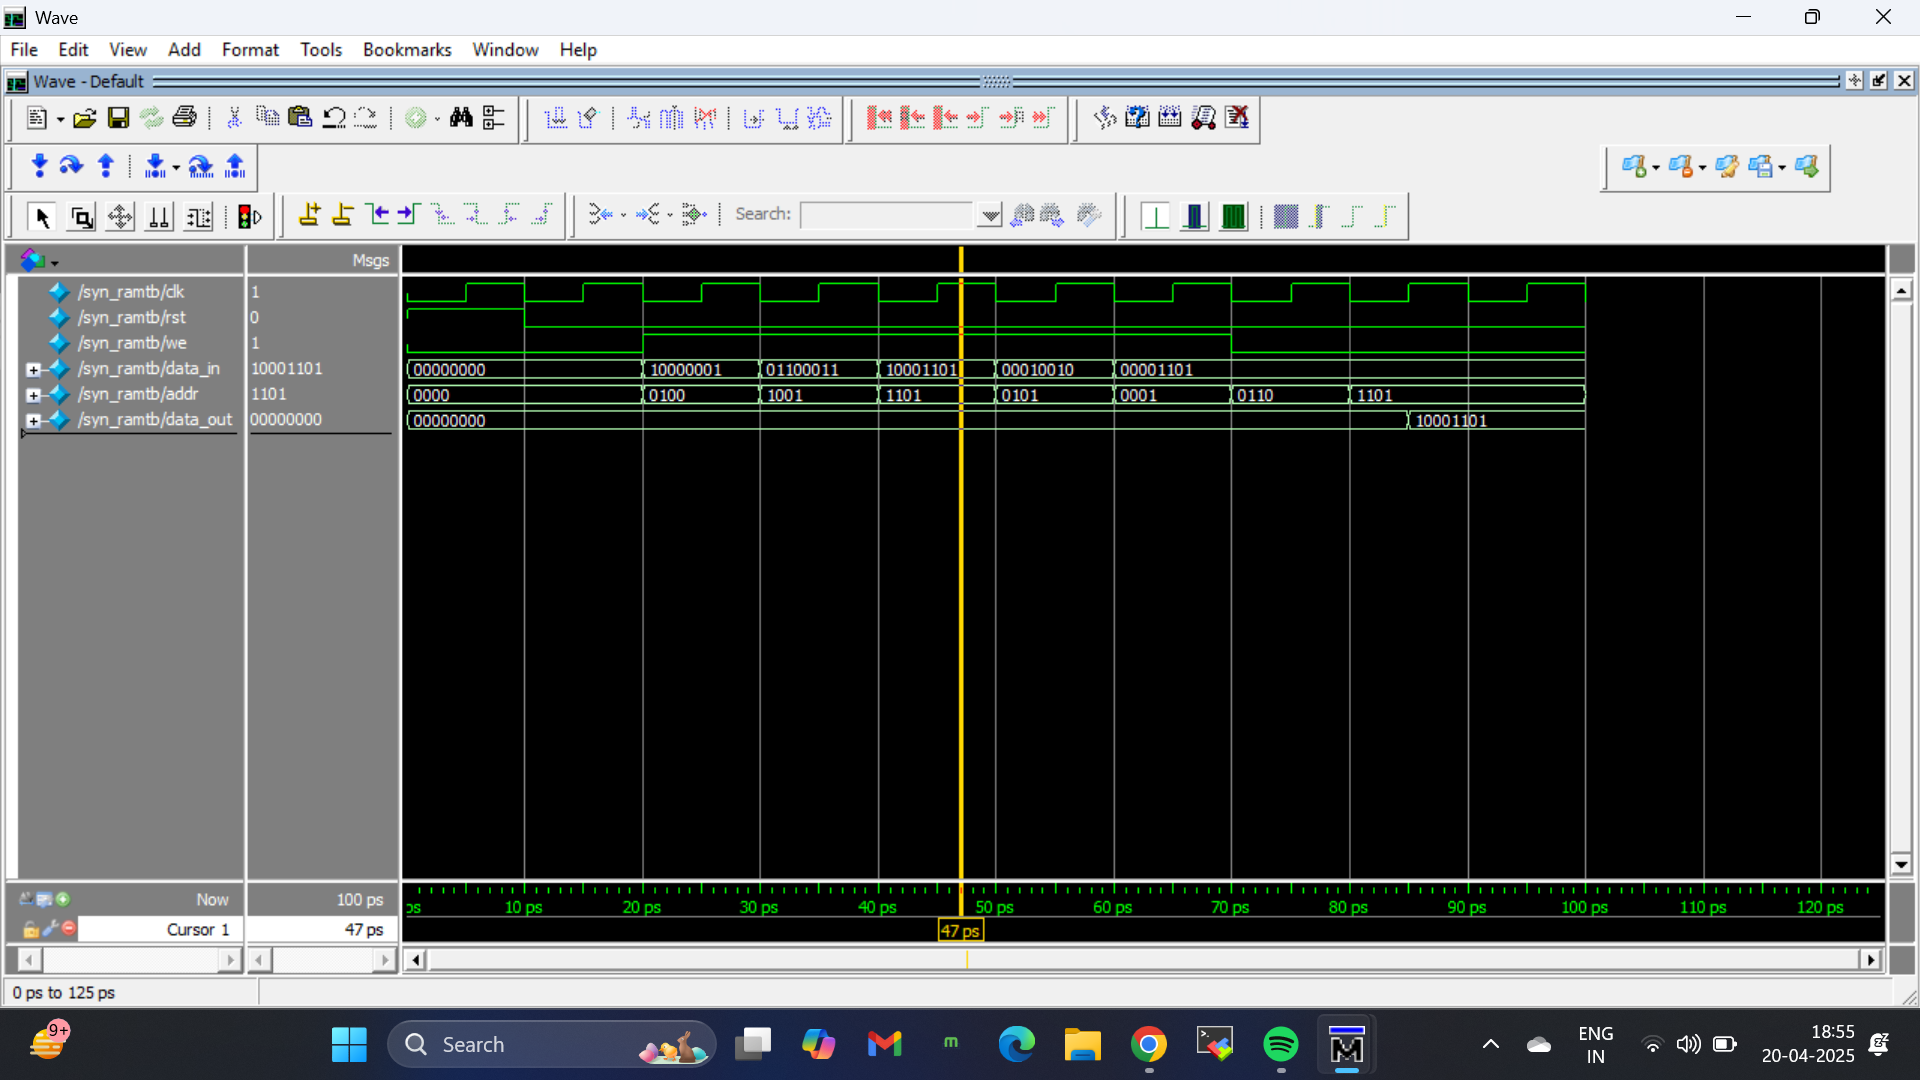 Wave
File Edit View Add Format Tools Bookmarks Window Help
Wave - Default
Search:
Msgs
/syn_ramtb/clk 1
/syn_ramtb/rst 0
/syn_ramtb/we 1
/syn_ramtb/data_in 10001101 00000000 10000001 01100011 10001101 00010010 00001101
/syn_ramtb/addr 1101 0000 0100 1001 1101 0101 0001 0110 1101
/syn_ramtb/data_out 00000000 00000000 10001101
Now 100 ps
ps 10 ps 20 ps 30 ps 40 ps 50 ps 60 ps 70 ps 80 ps 90 ps 100 ps 110 ps 120 ps
Cursor 1 47 ps 47 ps
0 ps to 125 ps
9+
Search
m
M
ENG
IN
18:55
20-04-2025